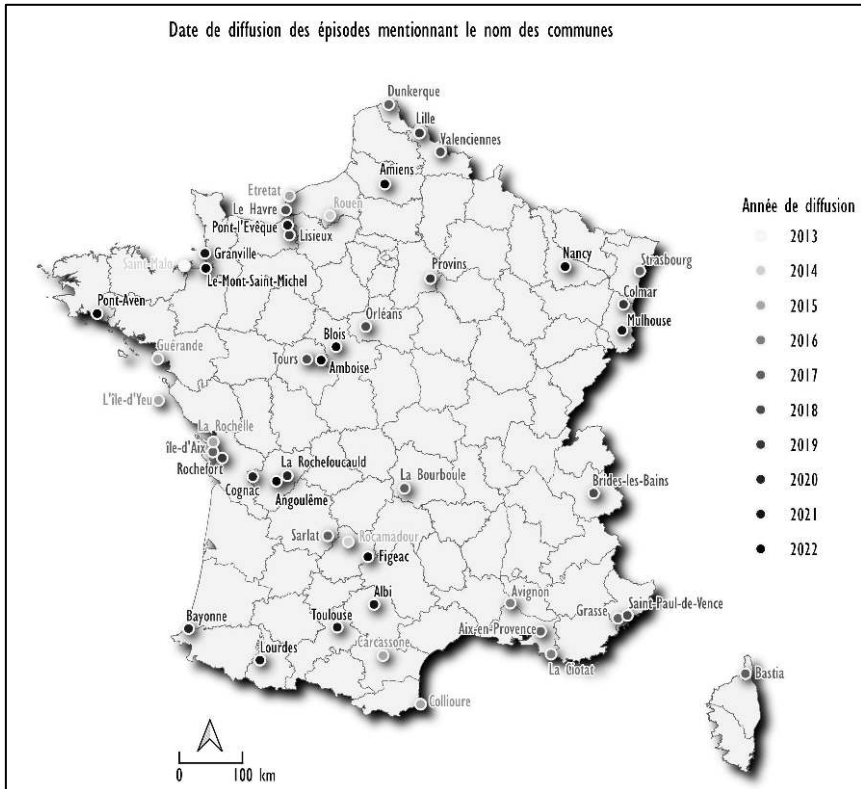 Date de diffusion des épisodes mentionnant le nom des communes
Dunkerque
Lille
Valenciennes
Amiens
Etretat
Le Havre
Rouen
Pont-l'Evêque
Lisieux
Granville
Saint-Malo
Le-Mont-Saint-Michel
Pont-Aven
Provins
Nancy
Strasbourg
Colmar
Mulhouse
Orléans
Blois
Tours
Amboise
Guérande
L'île-d'Yeu
La Rochelle
île-d'Aix
Rochefort
La Rochefoucauld
Cognac
Angoulême
La Bourboule
Brides-les-Bains
Sarlat
Rocamadour
Figeac
Albi
Avignon
Saint-Paul-de-Vence
Grasse
Bayonne
Toulouse
Aix-en-Provence
Lourdes
Carcassone
La Ciotat
Bastia
Collioure
Année de diffusion
2013
2014
2015
2016
2017
2018
2019
2020
2021
2022
0 100 km